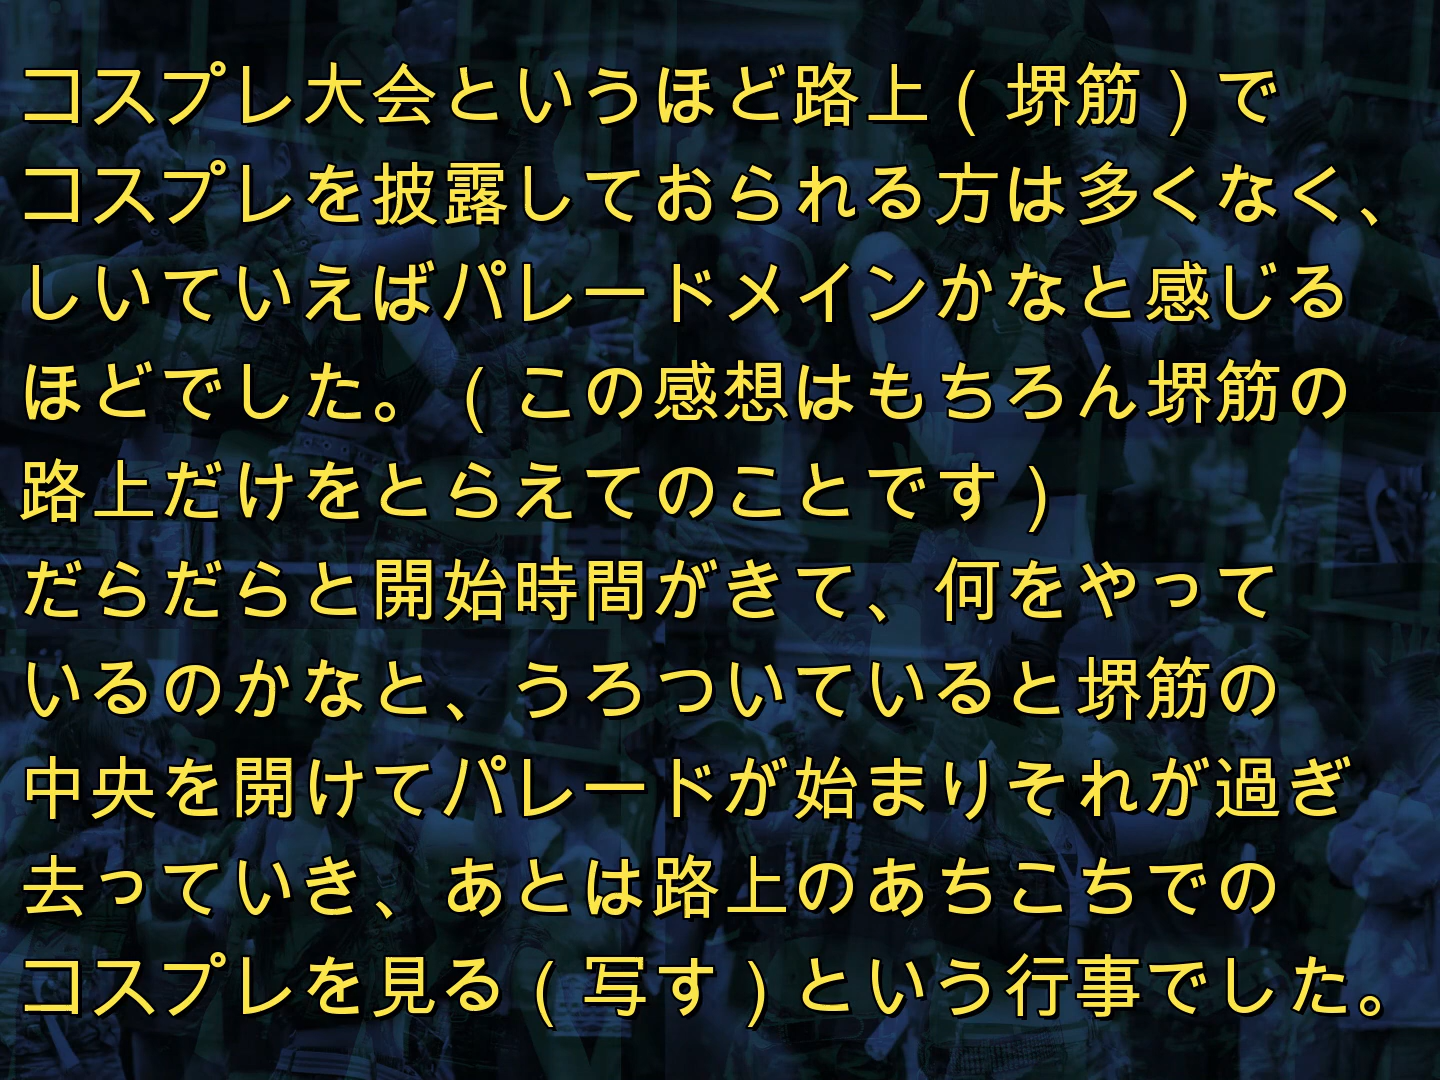 コスプレ大会というほど路上(堺筋)で
コスプレを披露しておられる方は多くなく、
しいていえばパレードメインかなと感じる
ほどでした。(この感想はもちろん堺筋の
路上だけをとらえてのことです)
だらだらと開始時間がきて、何をやって
いるのかなと、うろついていると堺筋の
中央を開けてパレードが始まりそれが過ぎ
去っていき、あとは路上のあちこちでの
コスプレを見る(写す)という行事でした。